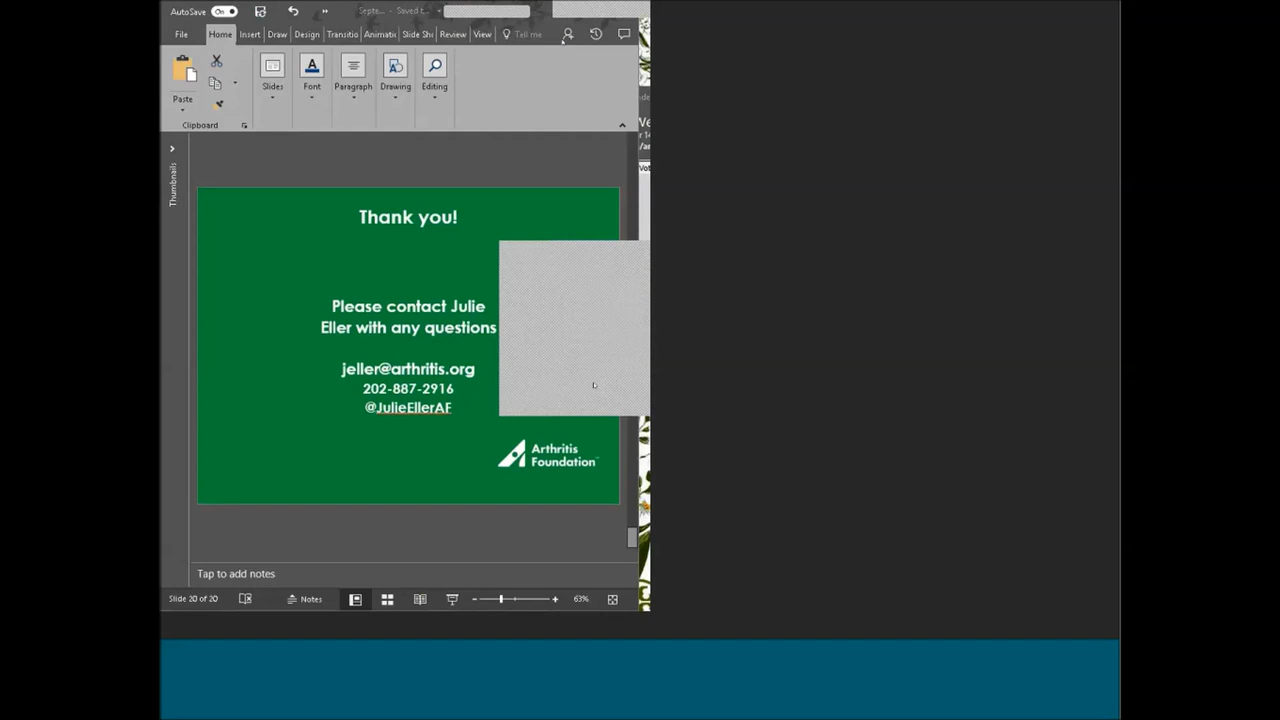 AutoSave On Septe... - Saved t...
File Home Insert Draw Design Transitio Animati Slide Sh Review View Tell me
Paste
Slides Font Paragraph Drawing Editing
Clipboard
Thumbnails
Thank you!
Please contact Julie
Eller with any questions
jeller@arthritis.org
202-887-2916
@JulieEllerAF
Arthritis
Foundation
Tap to add notes
Slide 20 of 20 Notes 63%